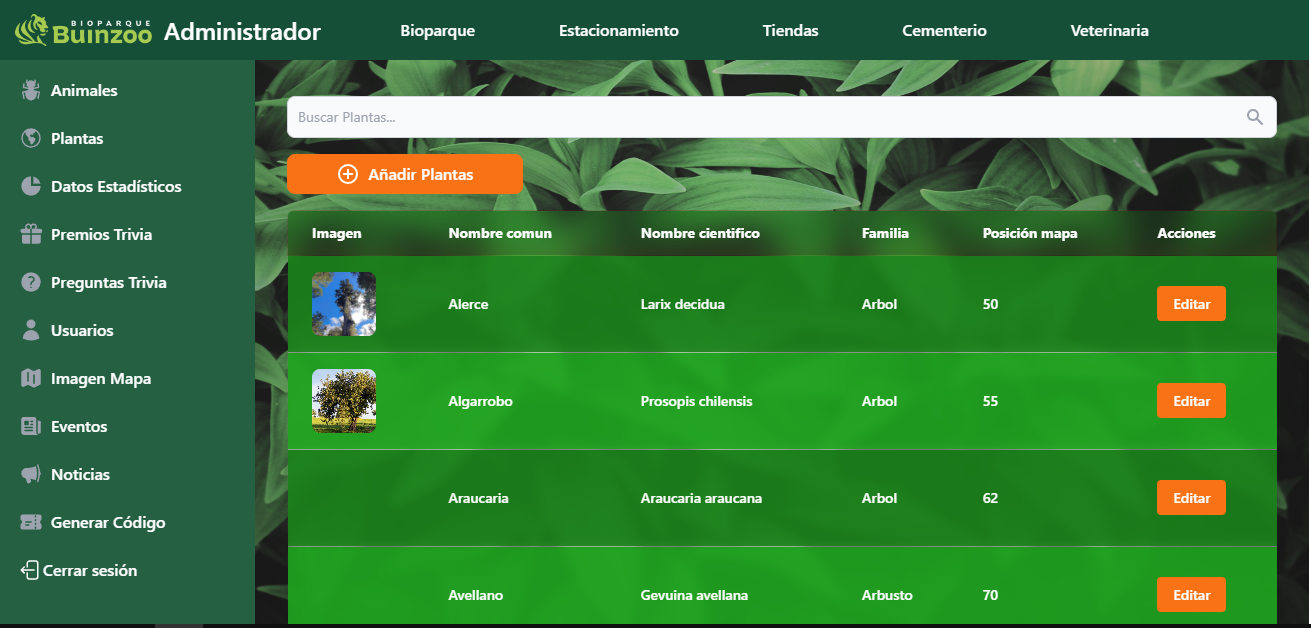 BIOPARQUE
Buinzoo
Administrador
Bioparque
Estacionamiento
Tiendas
Cementerio
Veterinaria
Animales
Plantas
Datos Estadísticos
Premios Trivia
Preguntas Trivia
Usuarios
Imagen Mapa
Eventos
Noticias
Generar Código
Cerrar sesión
Buscar Plantas...
Añadir Plantas
Imagen Nombre comun Nombre cientifico Familia Posición mapa Acciones
Alerce Larix decidua Arbol 50 Editar
Algarrobo Prosopis chilensis Arbol 55 Editar
Araucaria Araucaria araucana Arbol 62 Editar
Avellano Gevuina avellana Arbusto 70 Editar